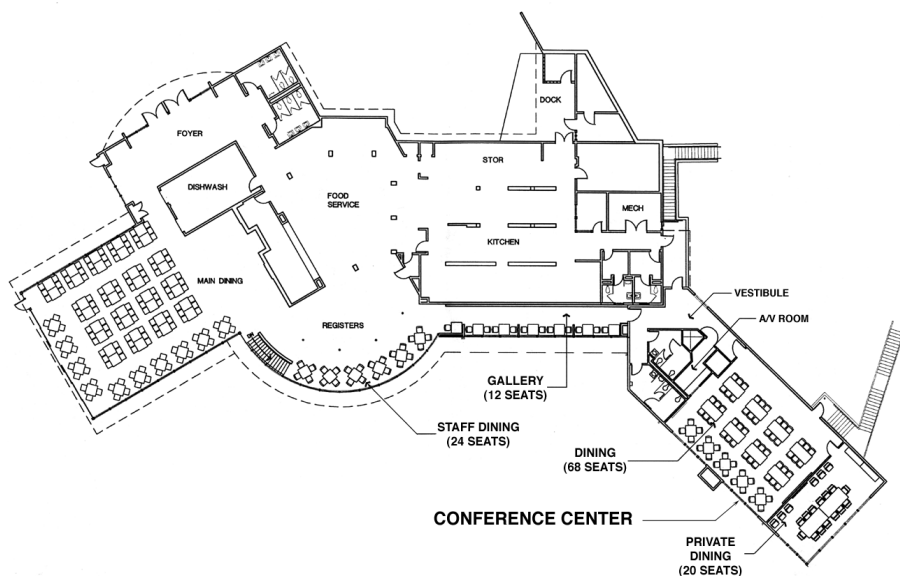 DOCK
FOYER
STOR
DISHWASH
FOOD
SERVICE
MECH
KITCHEN
MAIN DINING
VESTIBULE
A/V ROOM
REGISTERS
GALLERY
(12 SEATS)
STAFF DINING
(24 SEATS)
DINING
(68 SEATS)
CONFERENCE CENTER
PRIVATE
DINING
(20 SEATS)